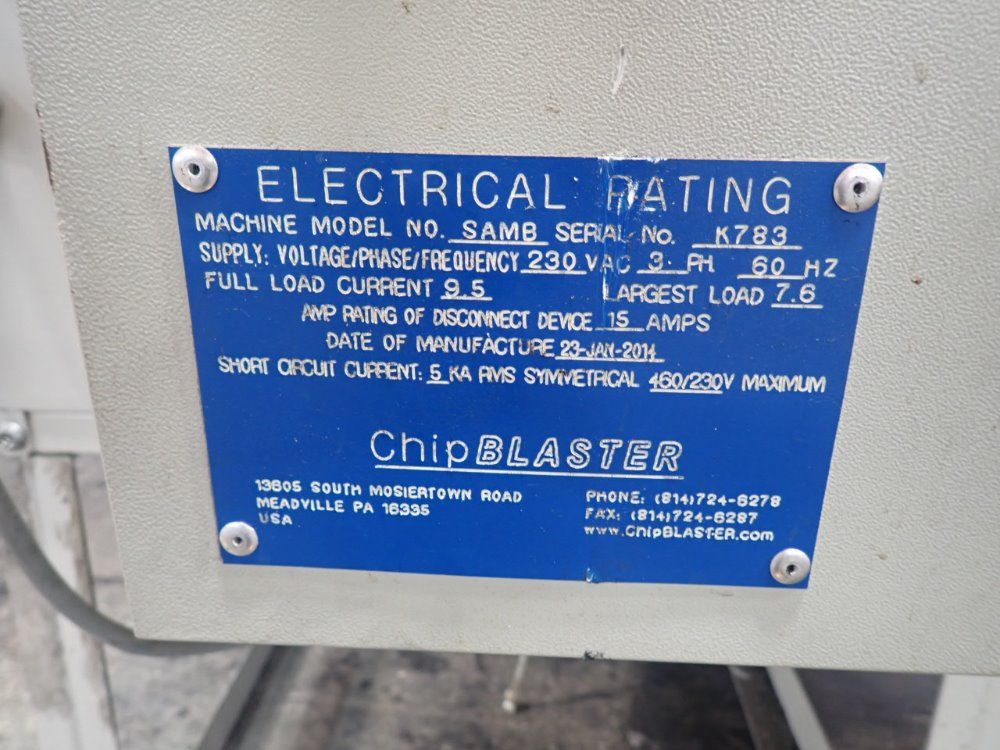 ELECTRICAL RATING
MACHINE MODEL NO. SAMB SERIAL No. K783
SUPPLY: VOLTAGE/PHASE/FREQUENCY 230 VAC 3 PH 60 HZ
FULL LOAD CURRENT 9.5 LARGEST LOAD 7.6
AMP RATING OF DISCONNECT DEVICE 15 AMPS
DATE OF MANUFACTURE 23-JAN-2014
SHORT CIRCUIT CURRENT: 5 KA RMS SYMMETRICAL 460/230V MAXIMUM
ChipBLASTER
13605 SOUTH MOSIERTOWN ROAD
MEADVILLE PA 16335
USA
PHONE: (814)724-6278
FAX: (814)724-6287
www.ChipBLASTER.com